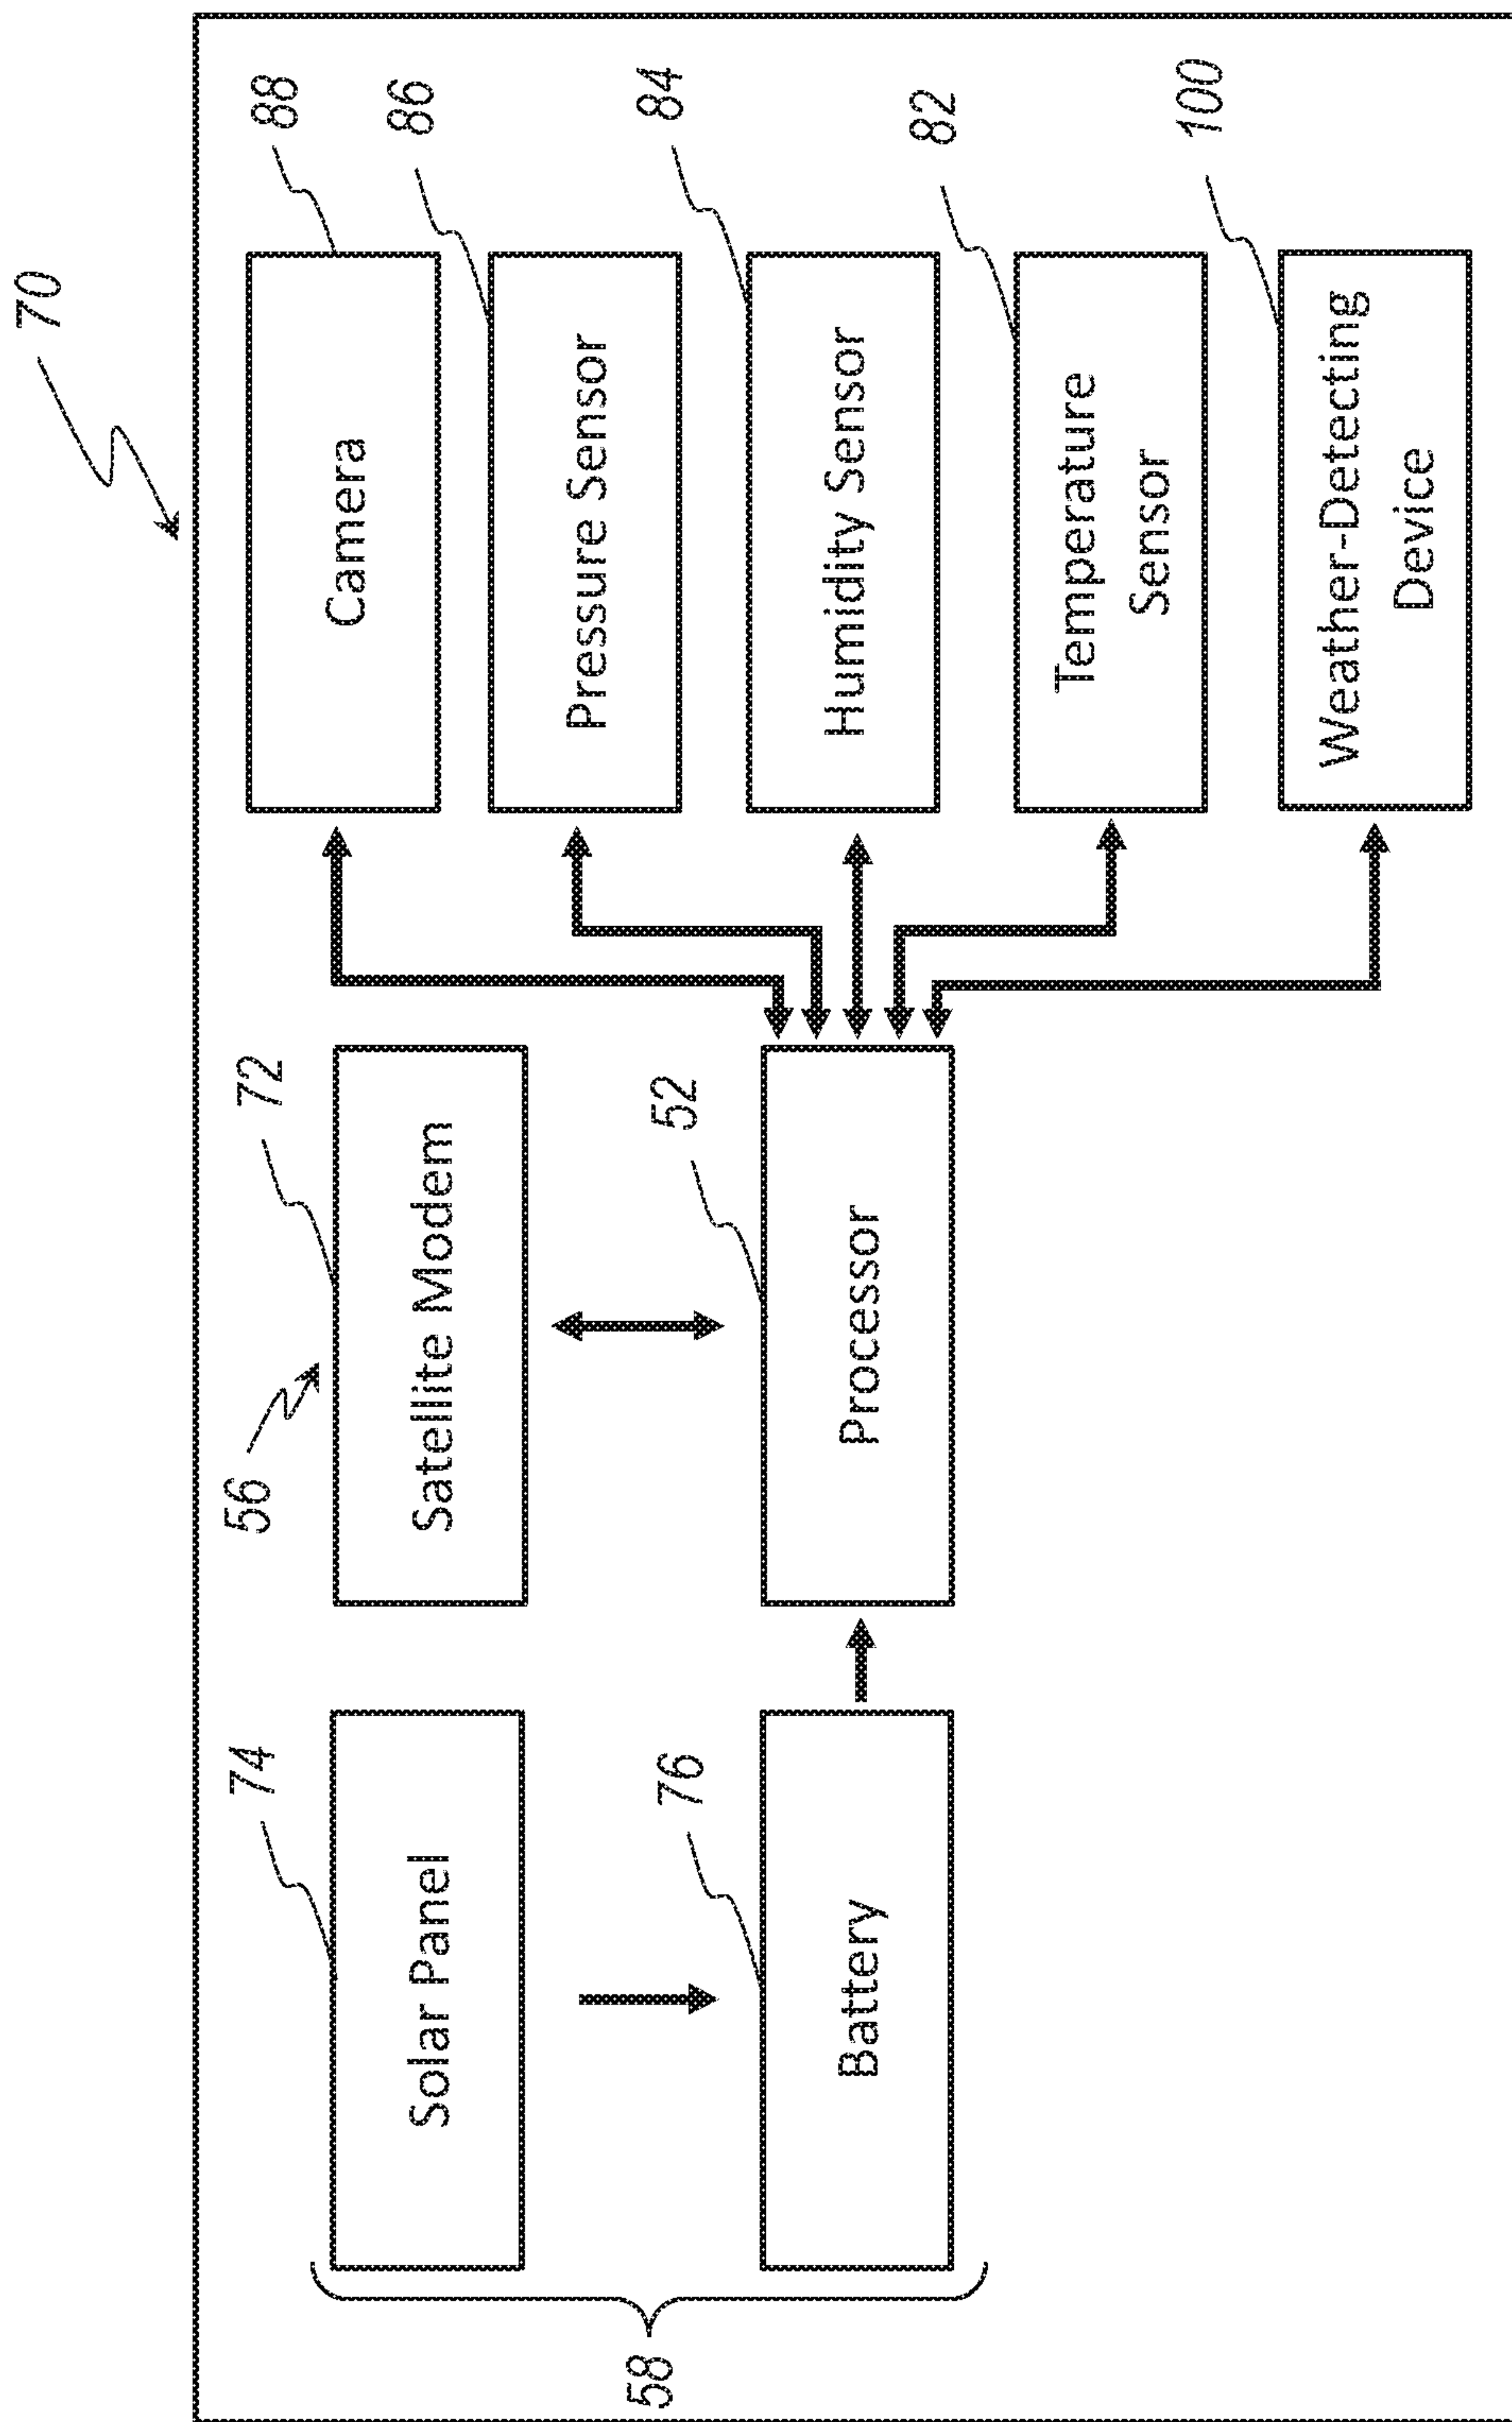 70
88
Camera
86
Pressure Sensor
84
Humidity Sensor
82
Temperature
Sensor
100
Weather-Detecting
Device
56
72
Satellite Modem
52
Processor
74
Solar Panel
76
Battery
58